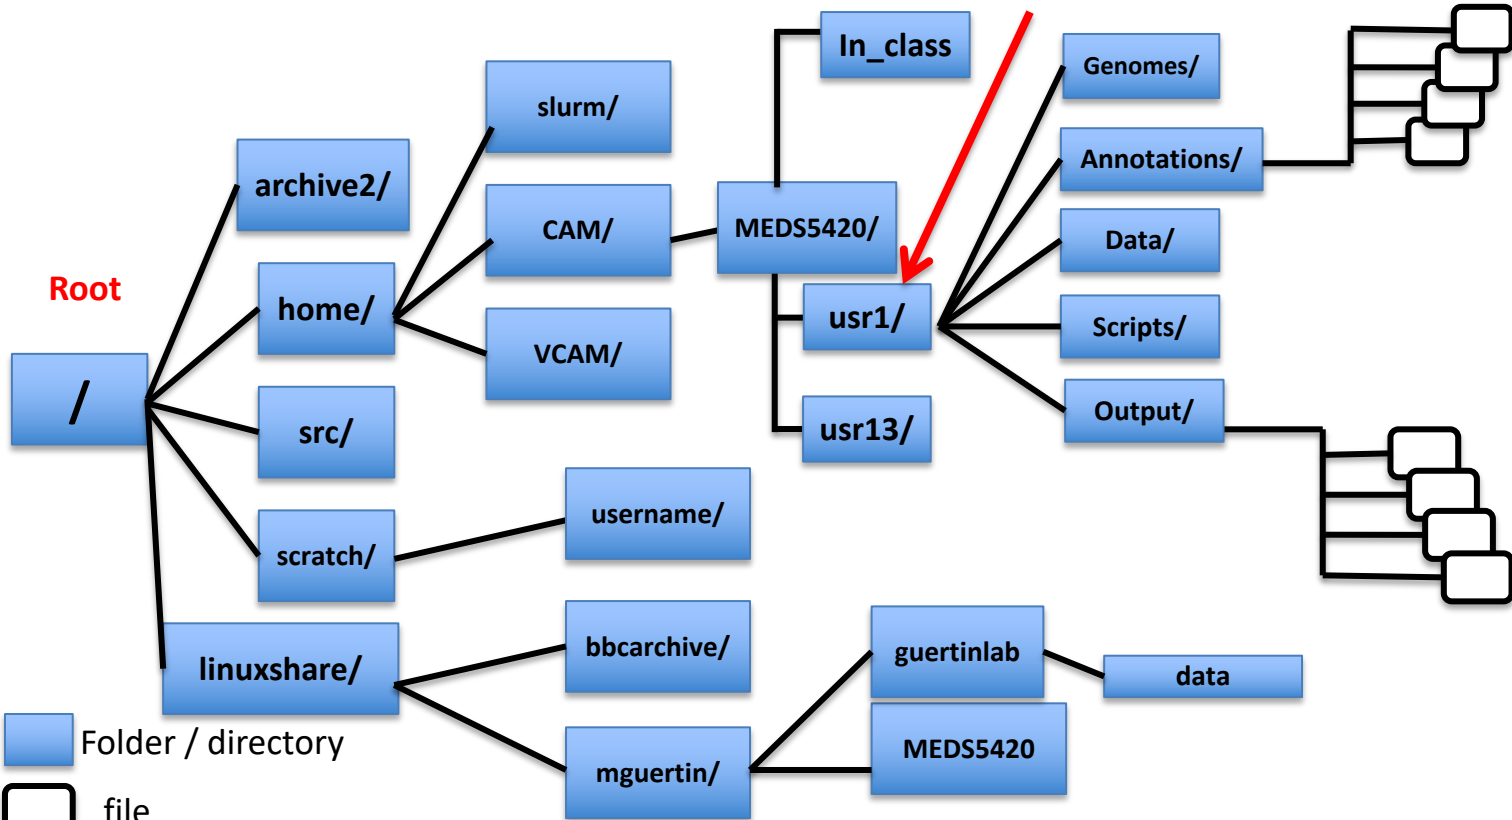 In_class
Genomes/
slurm/
Annotations/
archive2/
CAM/
MEDS5420/
Data/
Root
home/
usr1/
Scripts/
VCAM/
/
Output/
src/
usr13/
username/
scratch/
bbcarchive/
guertinlab
linuxshare/
data
Folder / directory
MEDS5420
mguertin/
file